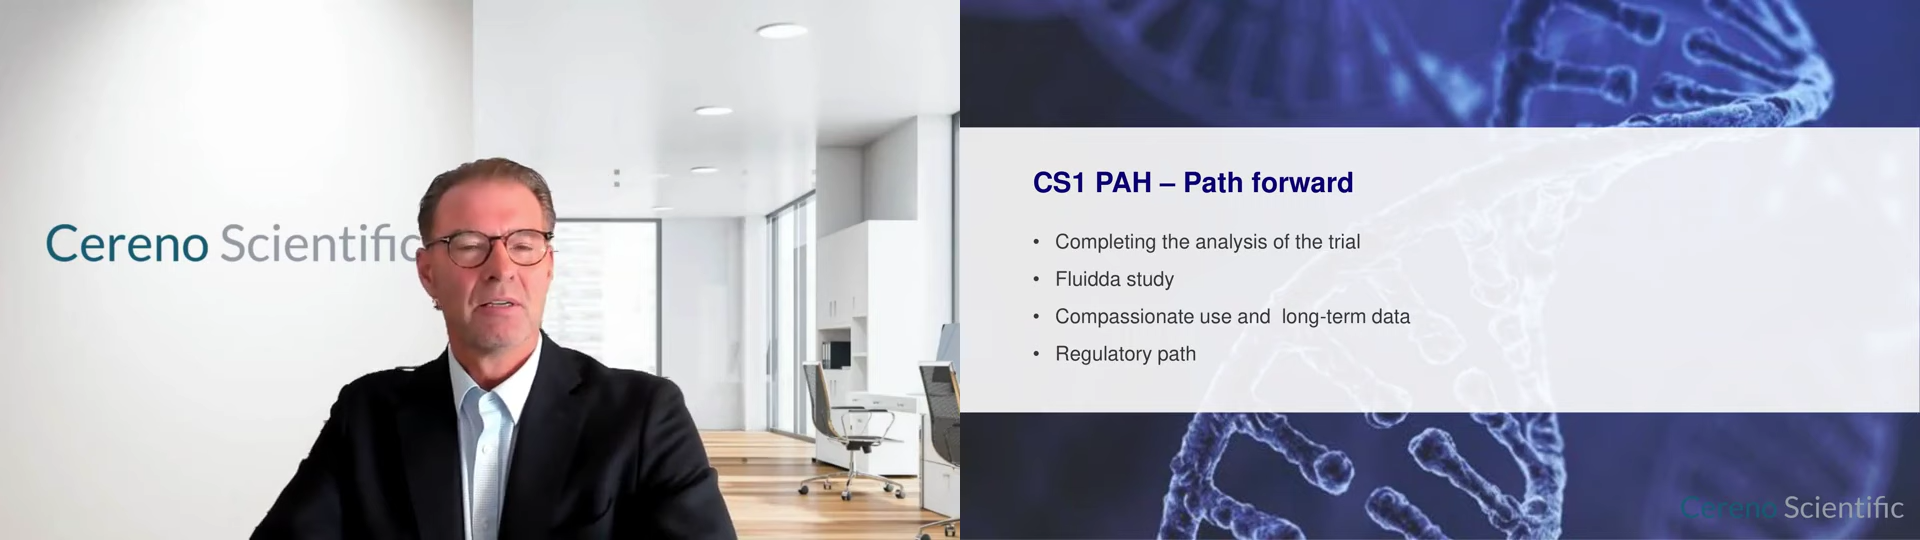 Cereno Scientific
CS1 PAH – Path forward
• Completing the analysis of the trial
• Fluidda study
• Compassionate use and  long-term data
• Regulatory path
Cereno Scientific